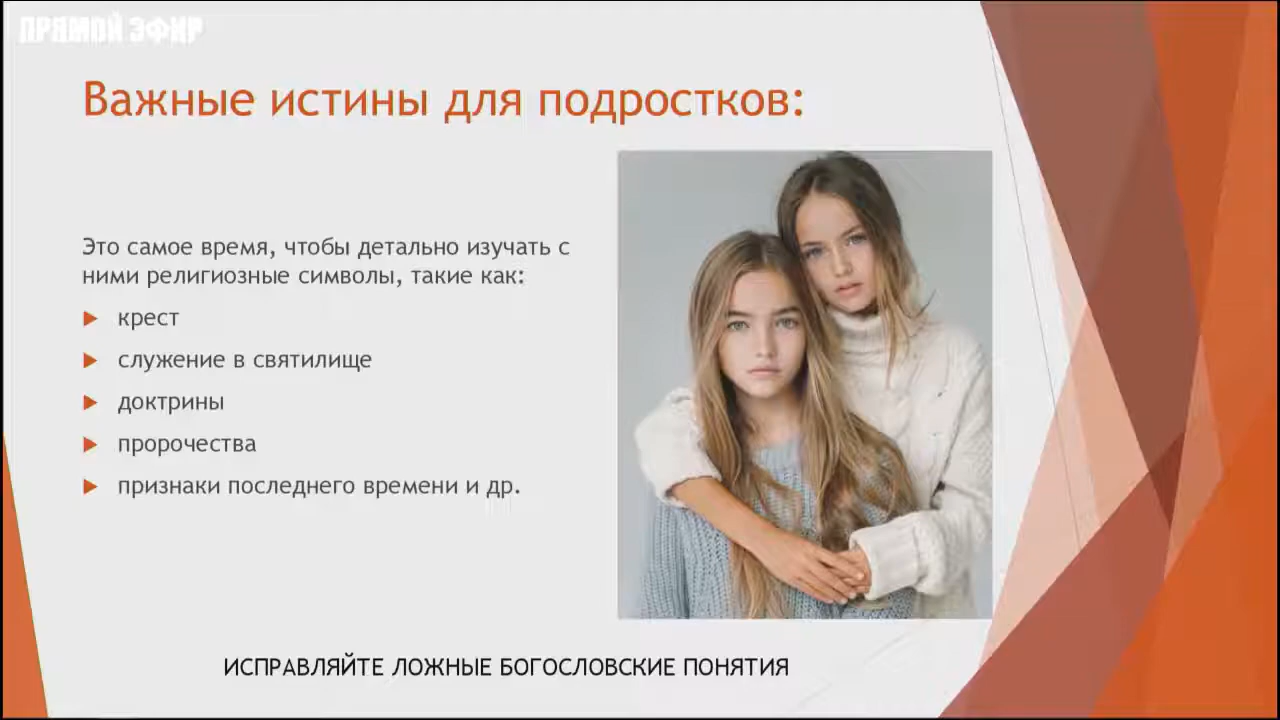 ПРЯМОЙ ЭФИР
Важные истины для подростков:
Это самое время, чтобы детально изучать с
ними религиозные символы, такие как:
крест
служение в святилище
доктрины
пророчества
признаки последнего времени и др.
ИСПРАВЛЯЙТЕ ЛОЖНЫЕ БОГОСЛОВСКИЕ ПОНЯТИЯ